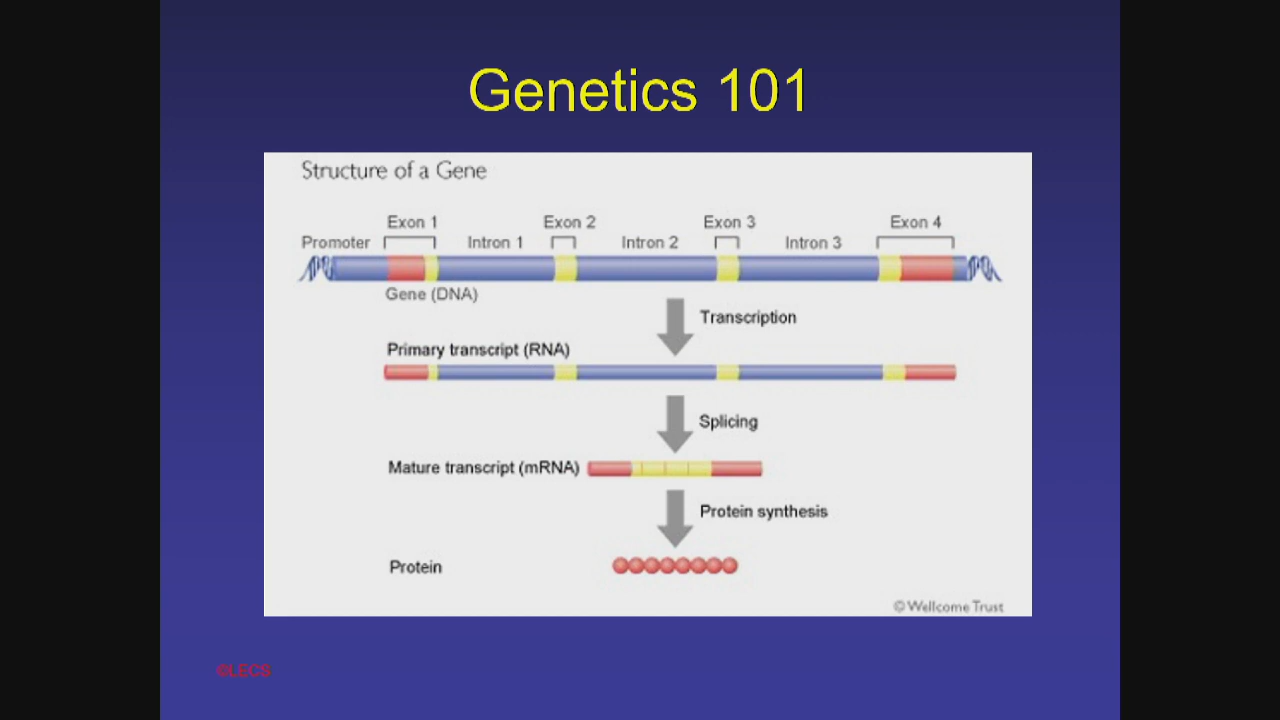 Genetics 101
Structure of a Gene
Exon 1 Exon 2 Exon 3 Exon 4
Promoter Intron 1 Intron 2 Intron 3
Gene (DNA)
Transcription
Primary transcript (RNA)
Splicing
Mature transcript (mRNA)
Protein synthesis
Protein
© Wellcome Trust
©LECS